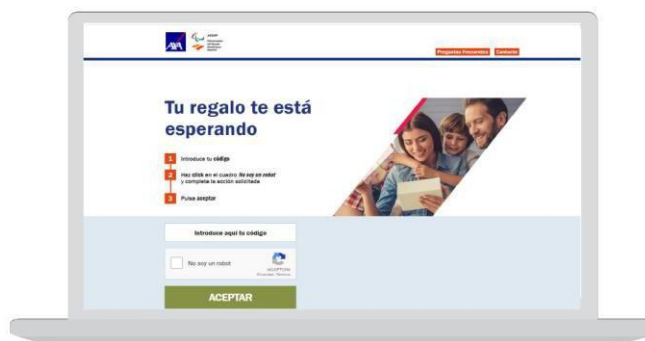 AXA
Preguntas Frecuentes Contacto
Tu regalo te está
esperando
1 Introduce tu código
2 Haz click en el cuadro No soy un robot
y completa la acción solicitada
3 Pulsa aceptar
Introduce aquí tu código
No soy un robot
reCAPTCHA
ACEPTAR